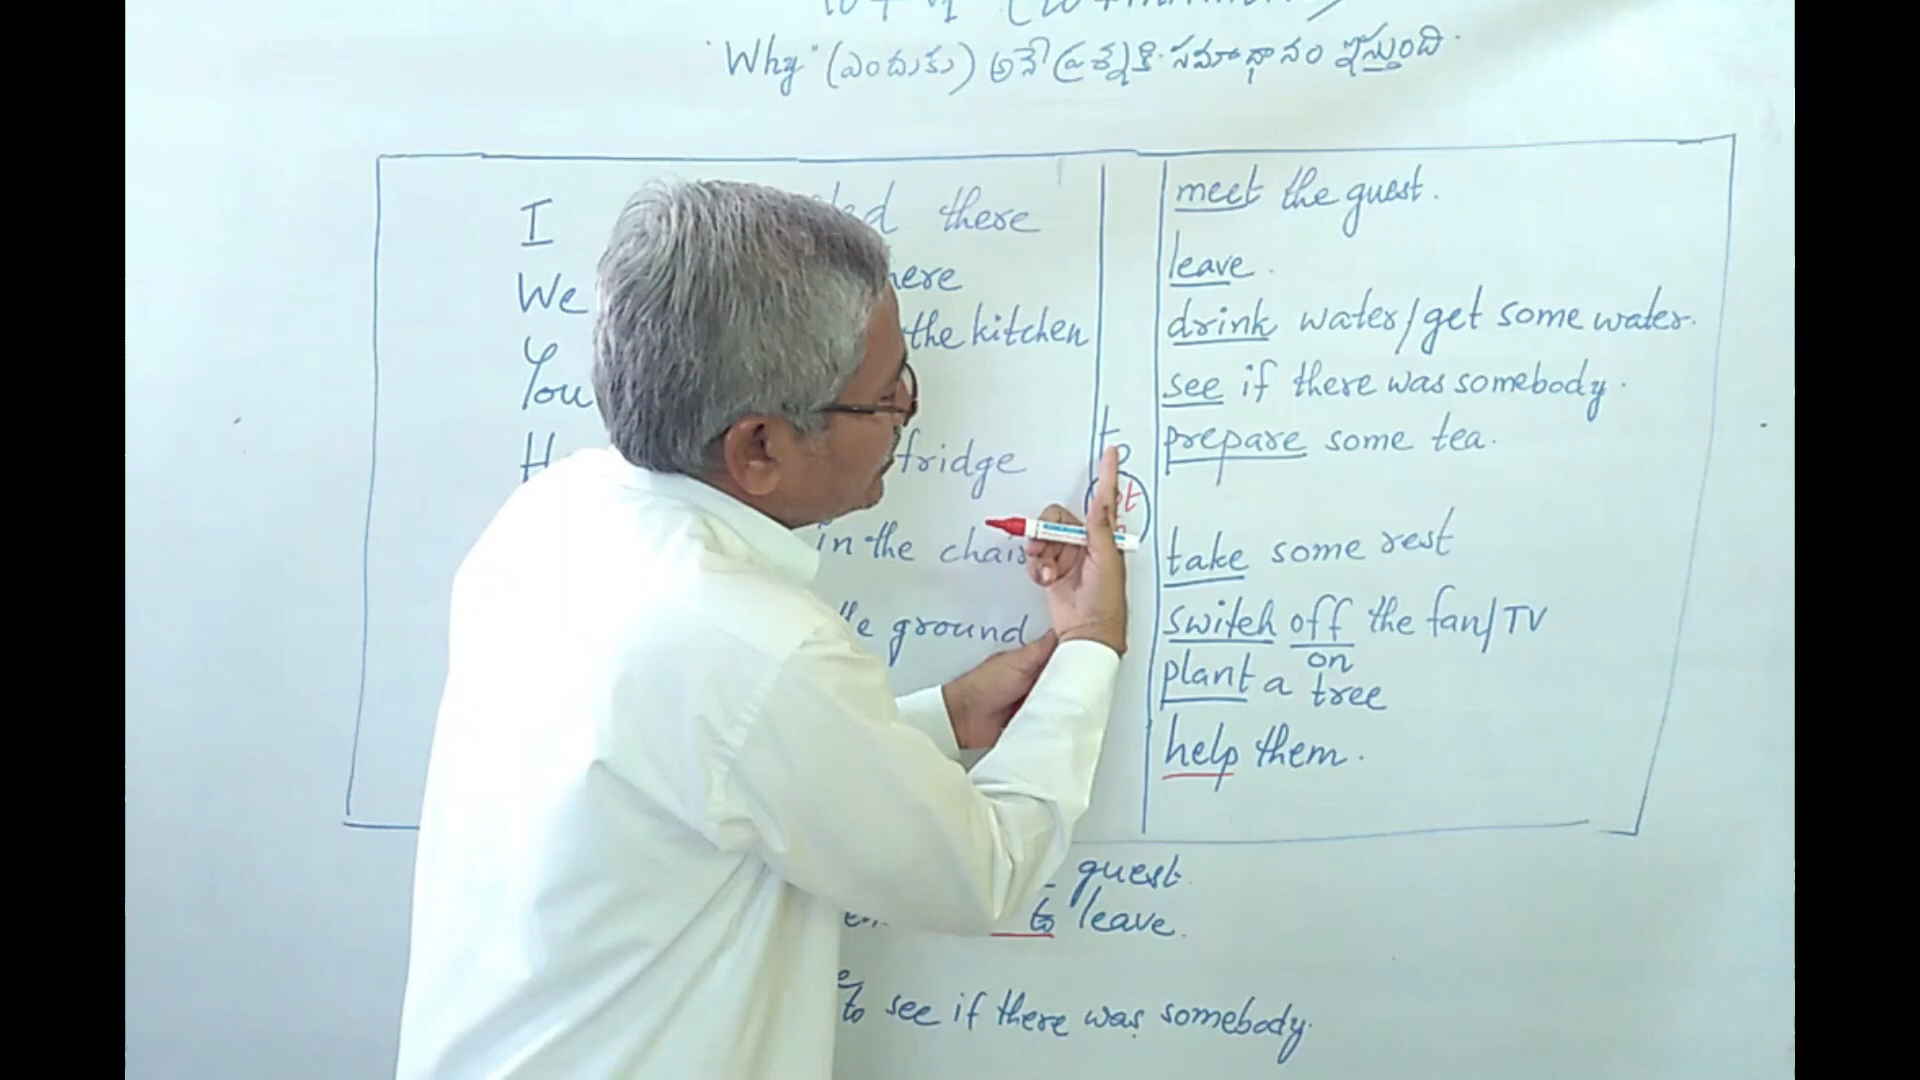 "Why" (ఎందుకు) అనే ప్రశ్నకి సమాధానం ఇస్తుంది.
I there meet the guest.
We leave.
You the kitchen drink water/get some water.
see if there was somebody.
fridge to prepare some tea.
in the chair take some rest
ground switch off the fan/TV
on
plant a tree
help them.
guest.
to leave.
to see if there was somebody.